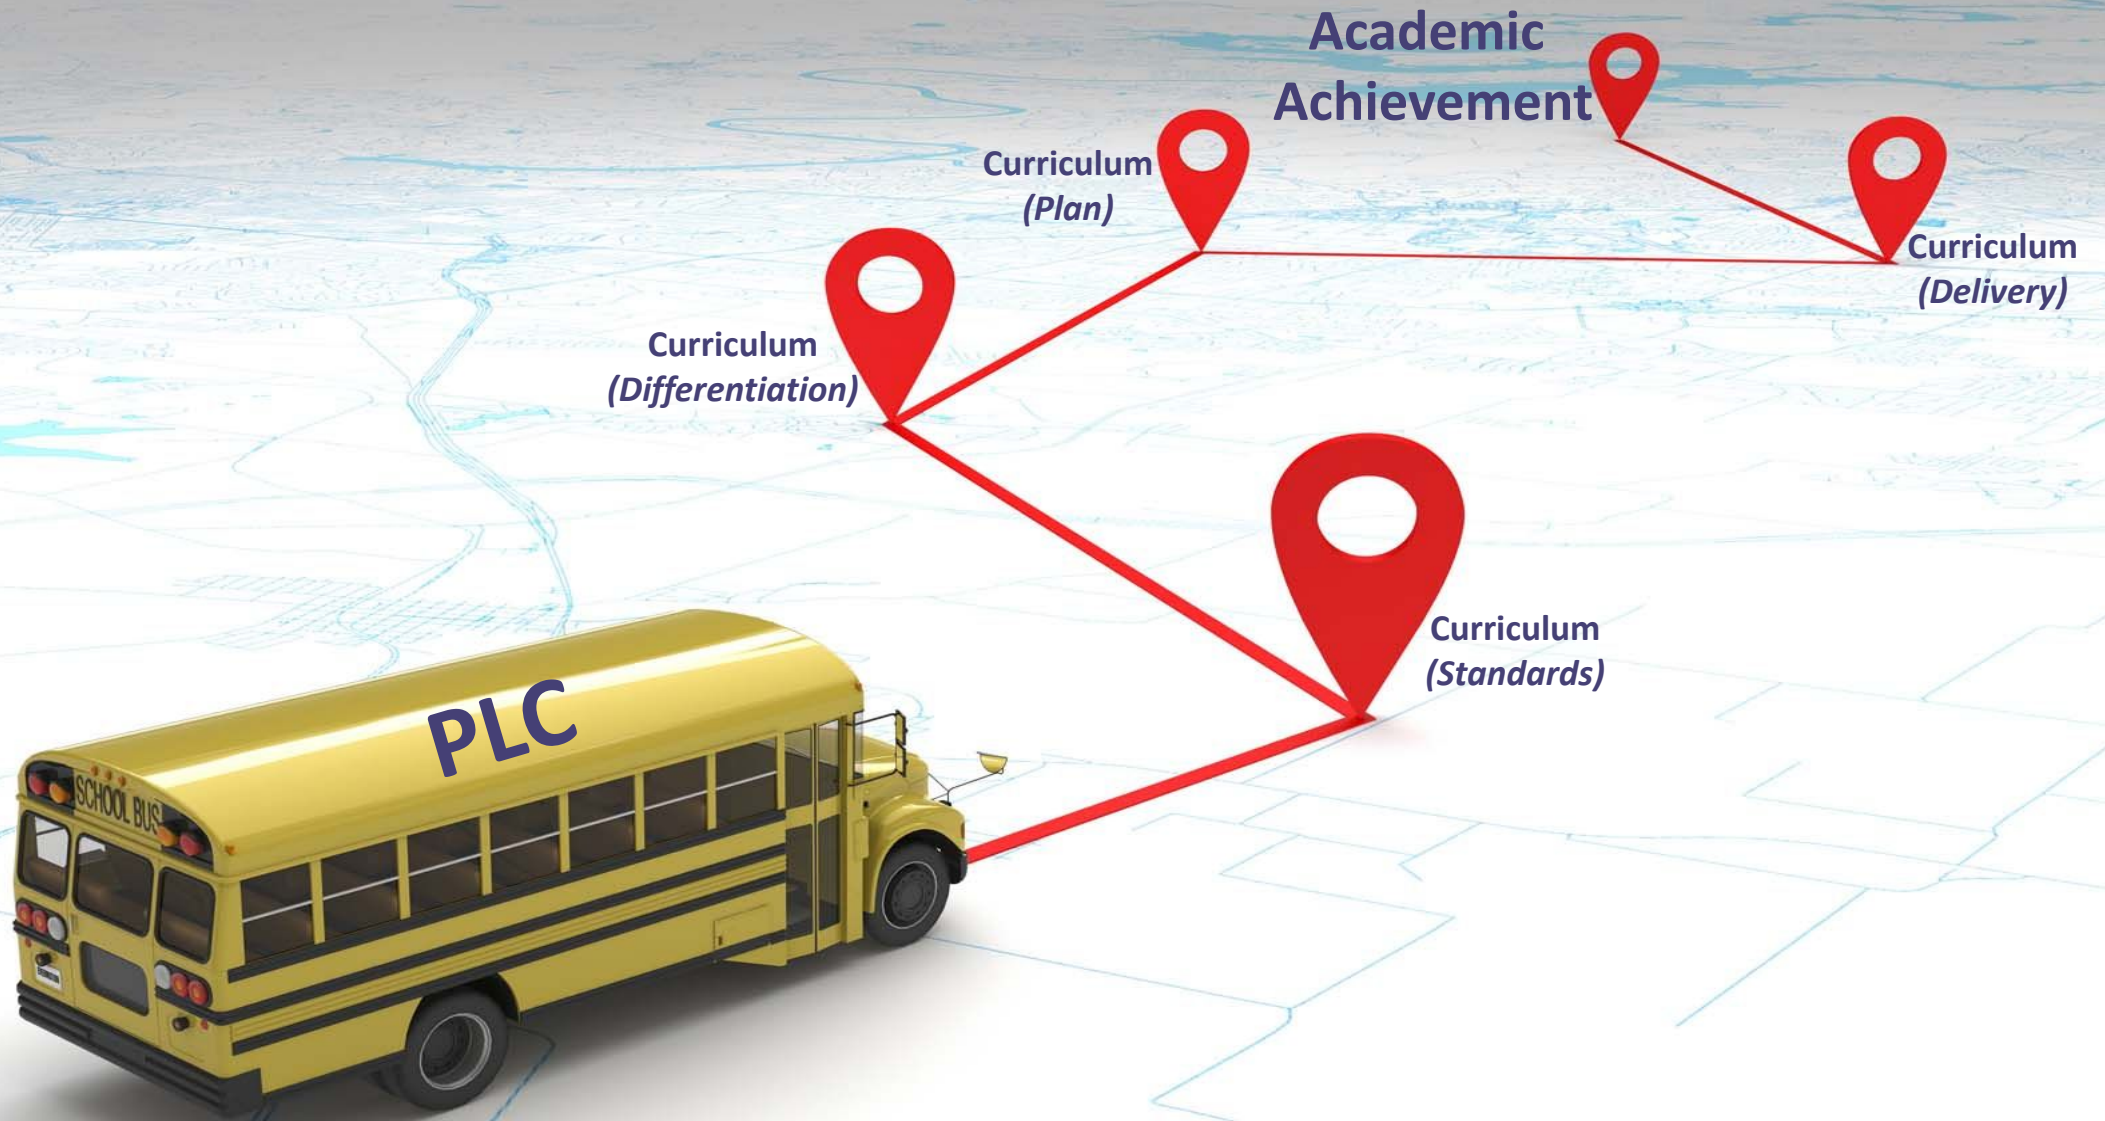 Academic
Achievement
Curriculum
(Plan)
Curriculum
(Delivery)
Curriculum
(Differentiation)
Curriculum
(Standards)
PLC
SCHOOL BUS